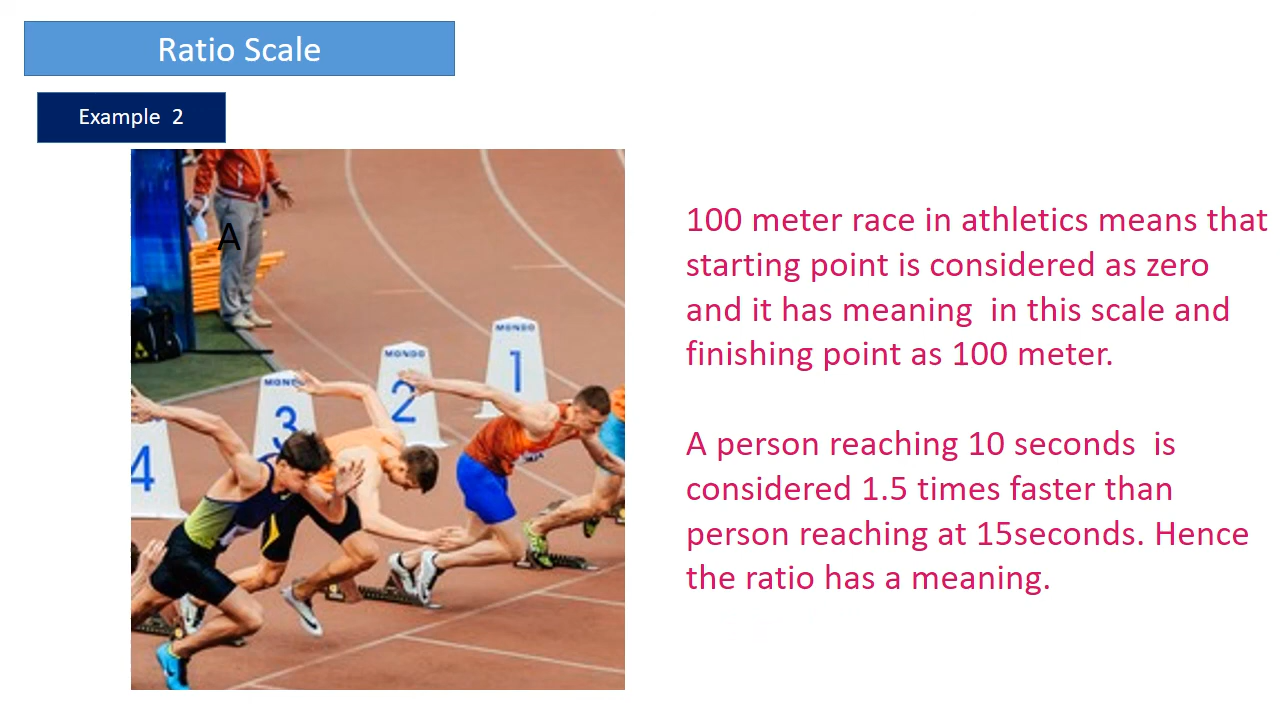 Ratio Scale
Example 2
A
MONDO
1
MONDO
2
MOND
3
4
100 meter race in athletics means that
starting point is considered as zero
and it has meaning in this scale and
finishing point as 100 meter.
A person reaching 10 seconds is
considered 1.5 times faster than
person reaching at 15seconds. Hence
the ratio has a meaning.